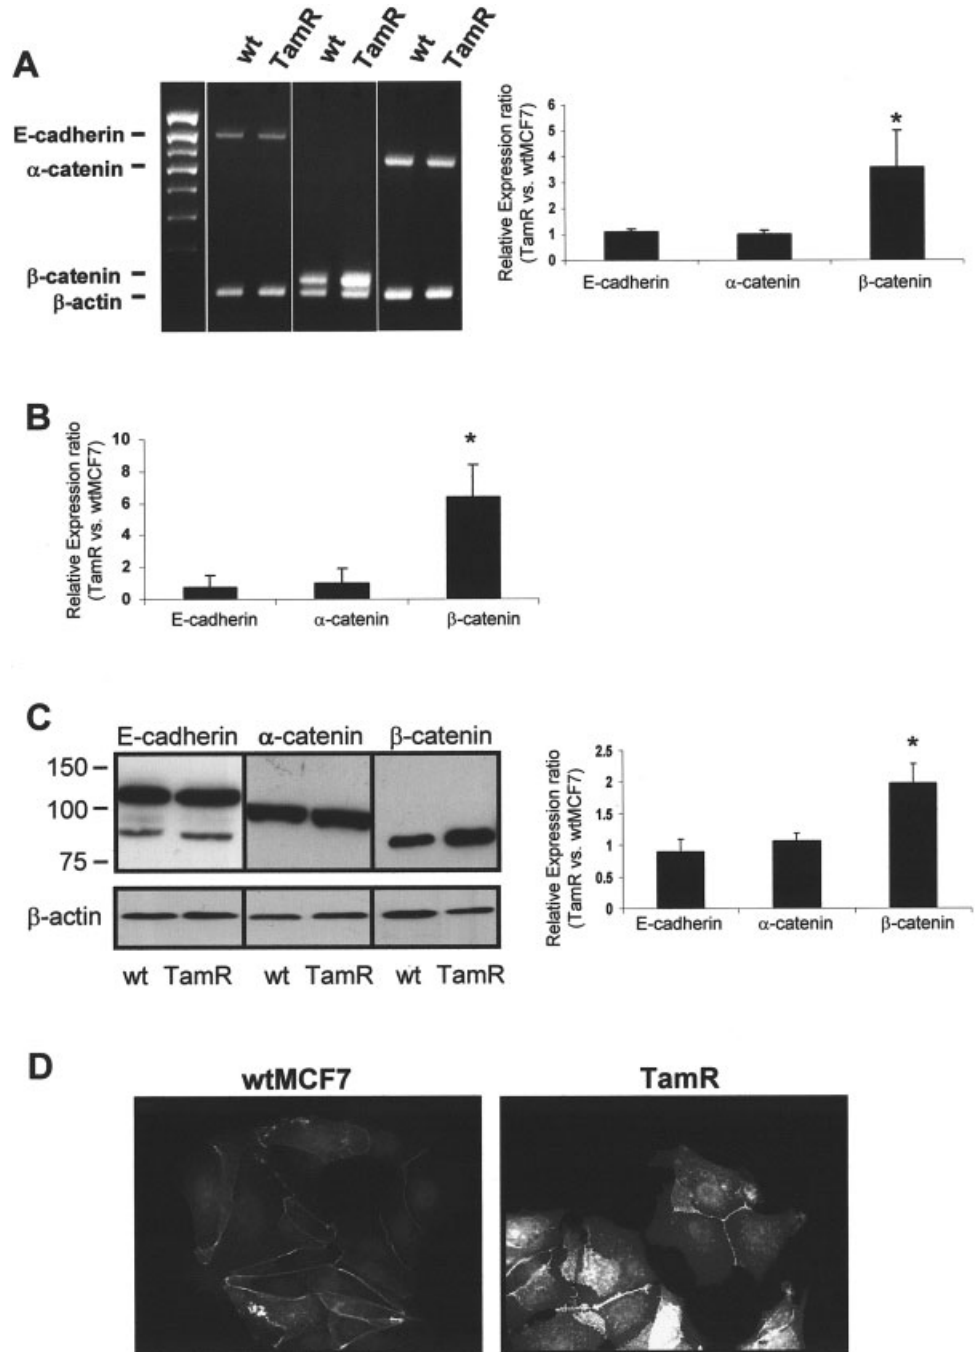 A
wt TamR wt TamR wt TamR
E-cadherin
α-catenin
β-catenin
β-actin
Relative Expression ratio
(TamR vs. wtMCF7)
6
5
4
3
2
1
0
*
E-cadherin α-catenin β-catenin
B
Relative Expression ratio
(TamR vs. wtMCF7)
10
8
6
4
2
0
*
E-cadherin α-catenin β-catenin
C
E-cadherin α-catenin β-catenin
150
100
75
β-actin
wt TamR wt TamR wt TamR
Relative Expression ratio
(TamR vs. wtMCF7)
2.5
2
1.5
1
0.5
0
*
E-cadherin α-catenin β-catenin
D
wtMCF7 TamR